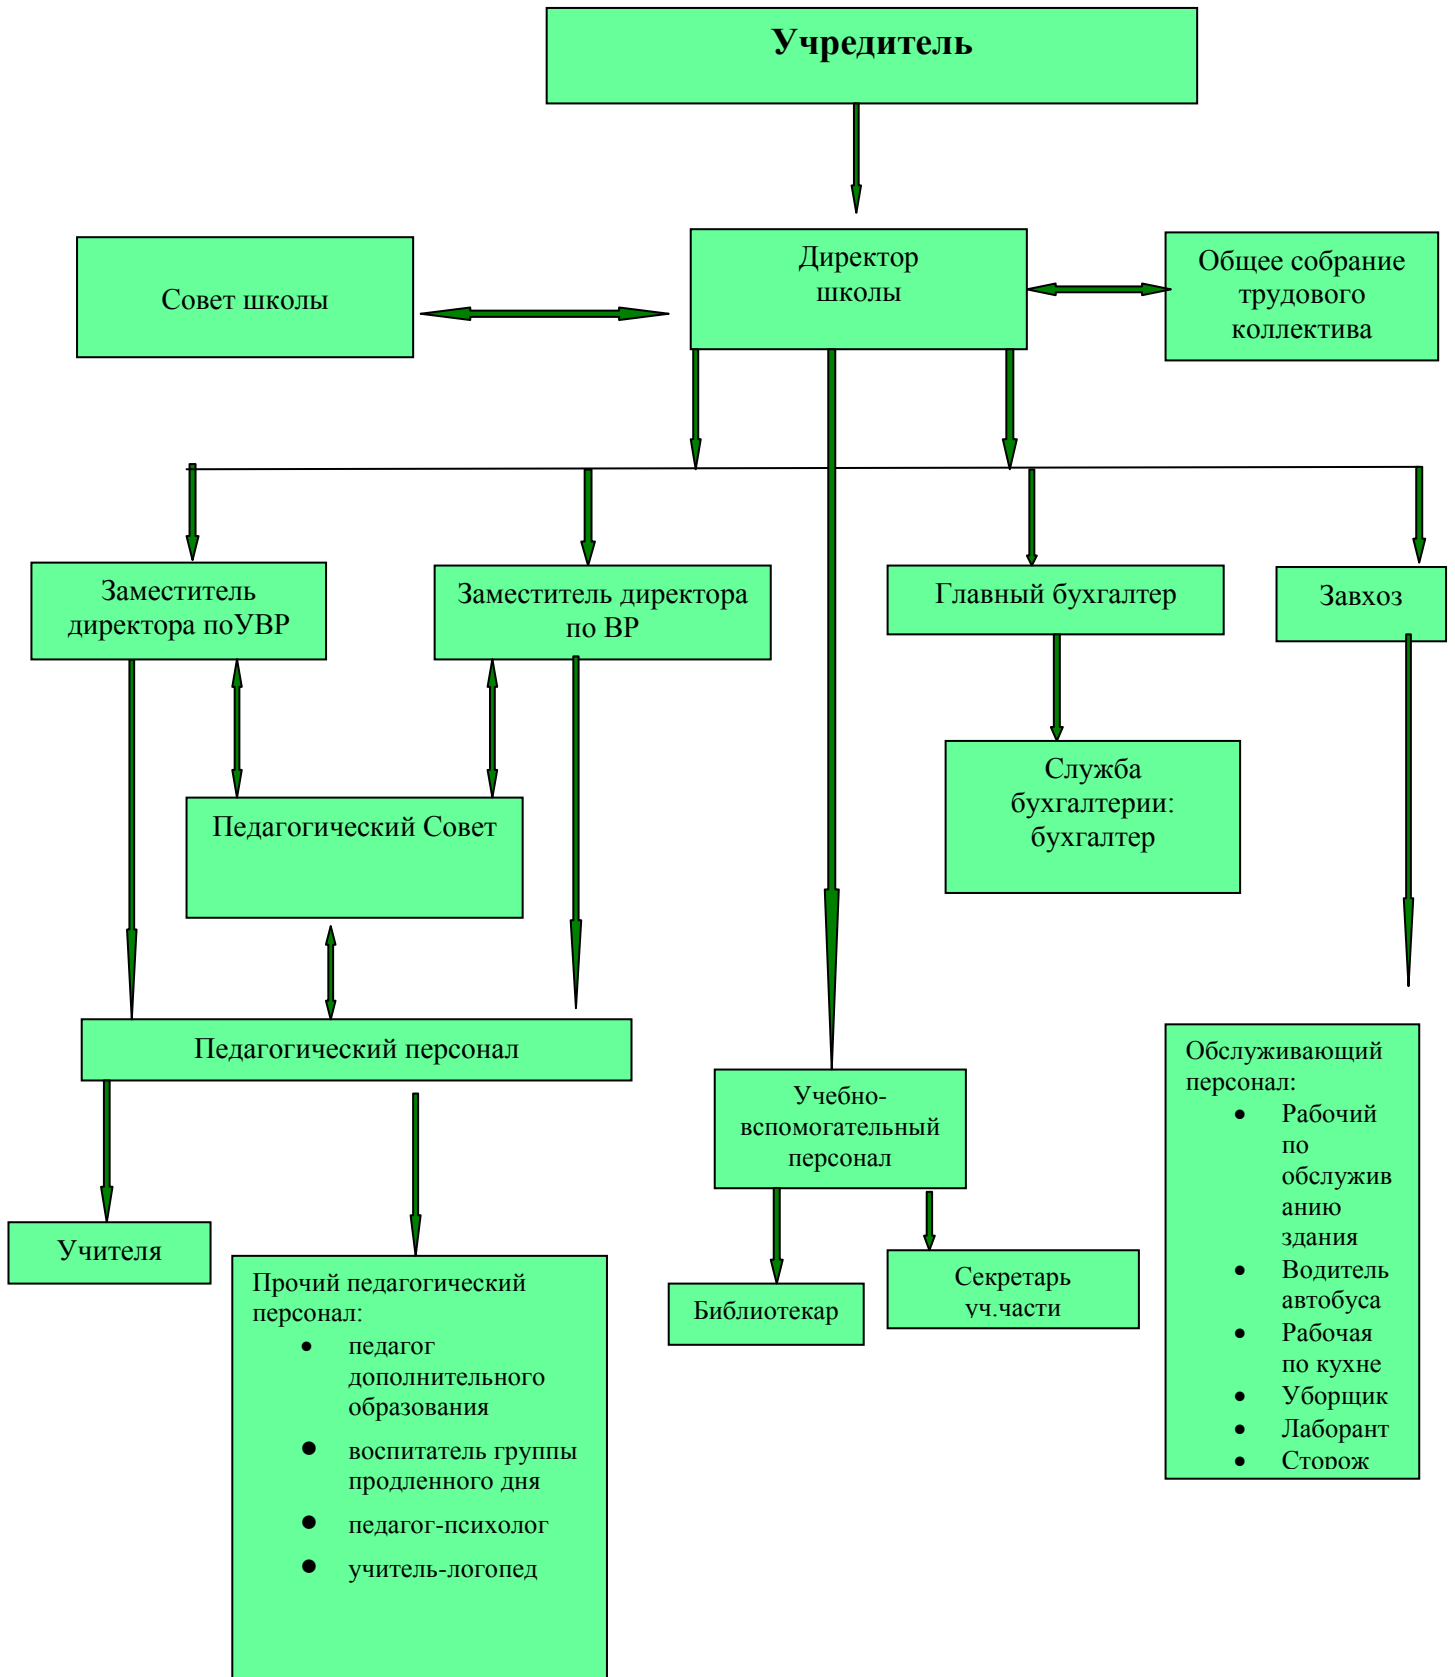 Учредитель
Совет школы
Директор
школы
Общее собрание
трудового
коллектива
Заместитель
директора поУВР
Заместитель директора
по ВР
Главный бухгалтер
Завхоз
Служба
бухгалтерии:
бухгалтер
Педагогический Совет
Педагогический персонал
Учебно-
вспомогательный
персонал
Обслуживающий
персонал:
• Рабочий
по
обслужив
анию
здания
• Водитель
автобуса
• Рабочая
по кухне
• Уборщик
• Лаборант
• Сторож
Учителя
Прочий педагогический
персонал:
• педагог
дополнительного
образования
• воспитатель группы
продленного дня
• педагог-психолог
• учитель-логопед
Библиотекар
Секретарь
уч.части